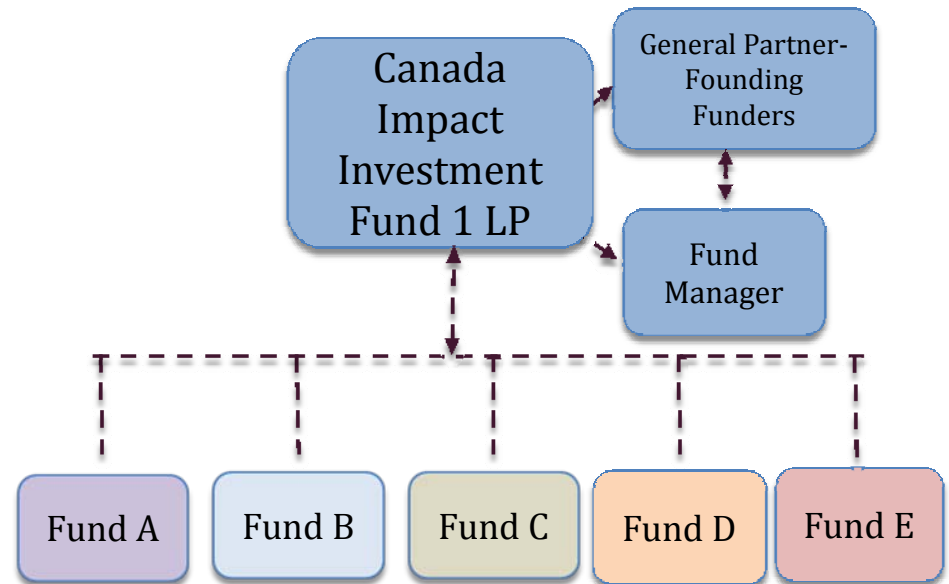 Canada
Impact
Investment
Fund 1 LP
General Partner-
Founding
Funders
Fund
Manager
Fund A
Fund B
Fund C
Fund D
Fund E